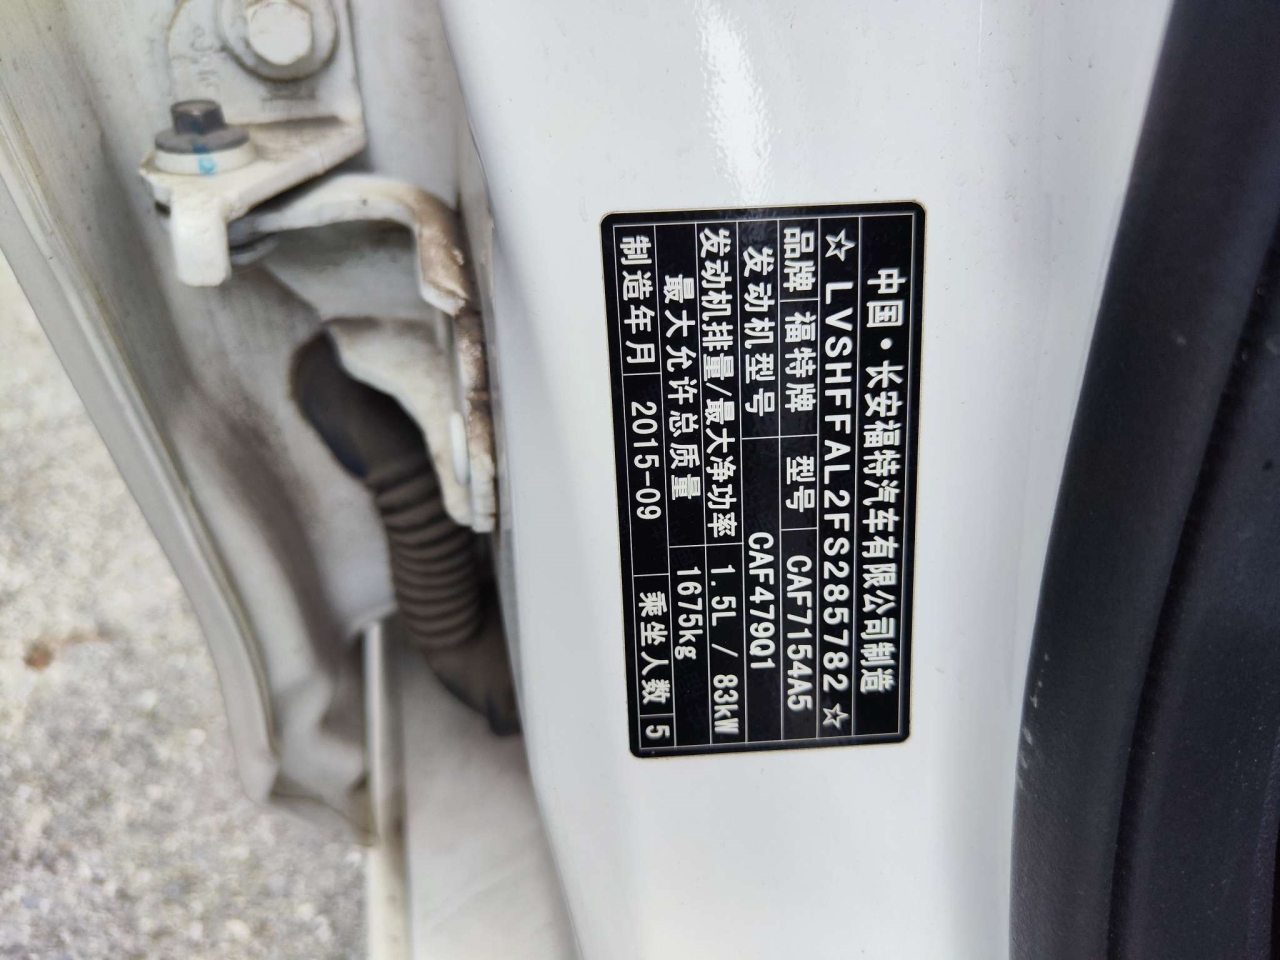 中国·长安福特汽车有限公司制造
☆LVSHFFAL2FS285782☆
品牌 福特牌 型号 CAF7154A5
发动机型号 CAF479Q1
发动机排量/最大净功率 1.5L / 83kW
最大允许总质量 1675kg
制造年月 2015-09 乘坐人数 5